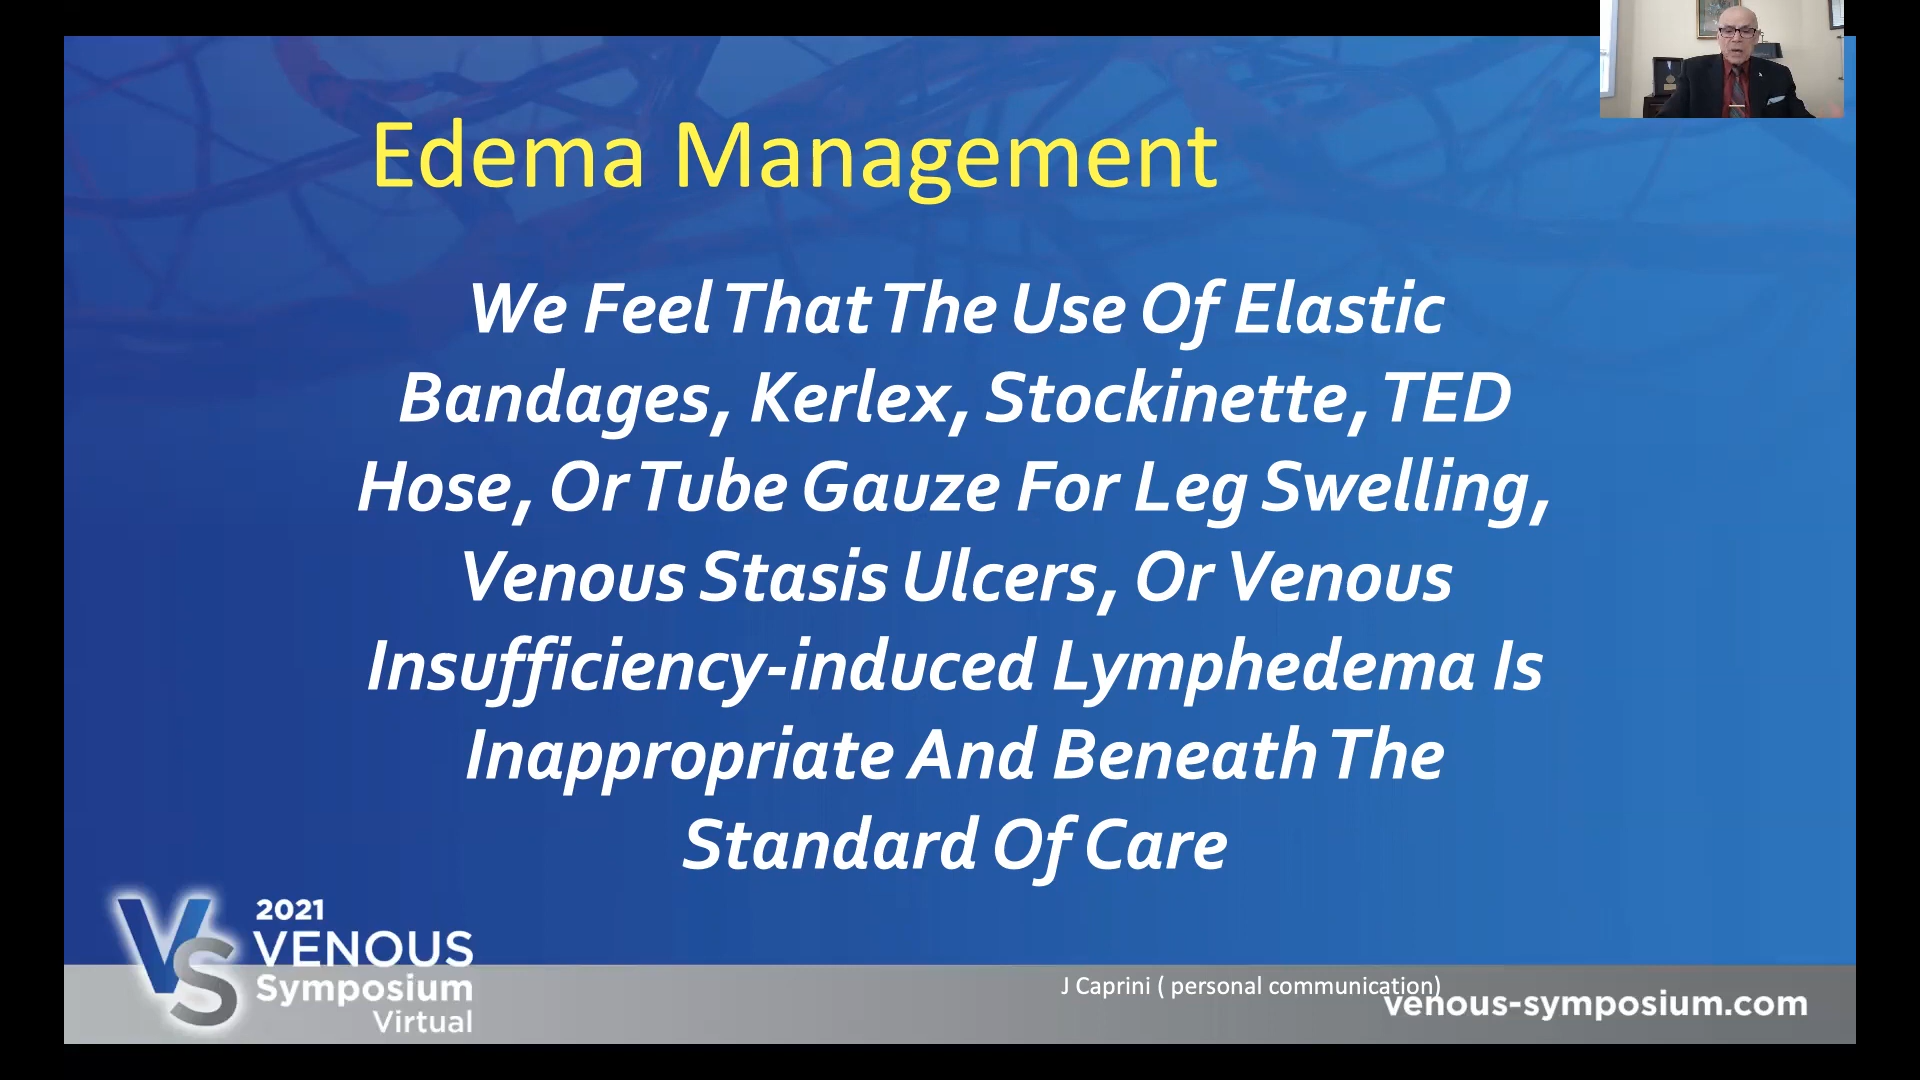 Edema Management
We Feel That The Use Of Elastic
Bandages, Kerlex, Stockinette, TED
Hose, Or Tube Gauze For Leg Swelling,
Venous Stasis Ulcers, Or Venous
Insufficiency-induced Lymphedema Is
Inappropriate And Beneath The
Standard Of Care
VS
2021
VENOUS
Symposium
Virtual
J Caprini ( personal communication)
venous-symposium.com